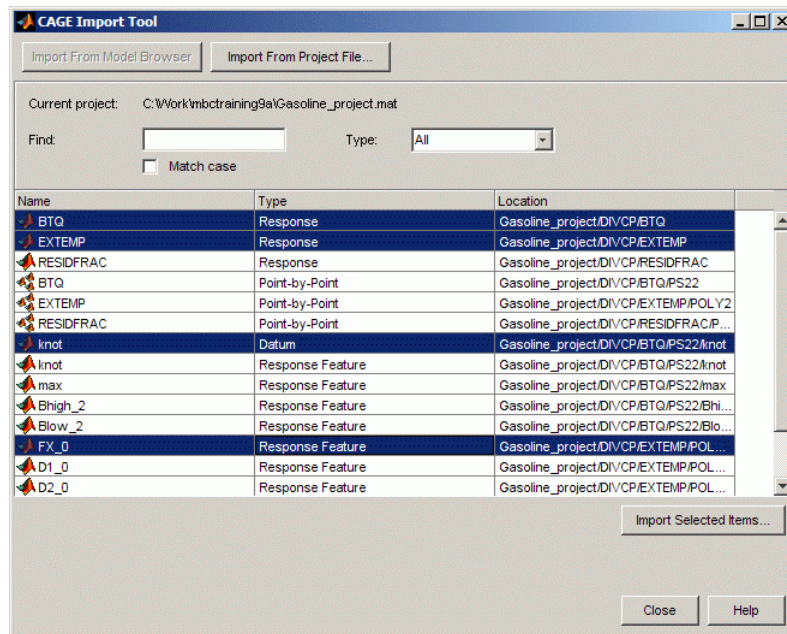 CAGE Import Tool
Import From Model Browser Import From Project File...
Current project: C:\Work\mbctraining9a\Gasoline_project.mat
Find: Type: All
Match case
Name Type Location
BTQ Response Gasoline_project/DIVCP/BTQ
EXTEMP Response Gasoline_project/DIVCP/EXTEMP
RESIDFRAC Response Gasoline_project/DIVCP/RESIDFRAC
BTQ Point-by-Point Gasoline_project/DIVCP/BTQ/PS22
EXTEMP Point-by-Point Gasoline_project/DIVCP/EXTEMP/POLY2
RESIDFRAC Point-by-Point Gasoline_project/DIVCP/RESIDFRAC/P...
knot Datum Gasoline_project/DIVCP/BTQ/PS22/knot
knot Response Feature Gasoline_project/DIVCP/BTQ/PS22/knot
max Response Feature Gasoline_project/DIVCP/BTQ/PS22/max
Bhigh_2 Response Feature Gasoline_project/DIVCP/BTQ/PS22/Bhi...
Blow_2 Response Feature Gasoline_project/DIVCP/BTQ/PS22/Blo...
FX_0 Response Feature Gasoline_project/DIVCP/EXTEMP/POL...
D1_0 Response Feature Gasoline_project/DIVCP/EXTEMP/POL...
D2_0 Response Feature Gasoline_project/DIVCP/EXTEMP/POL...
Import Selected Items...
Close Help